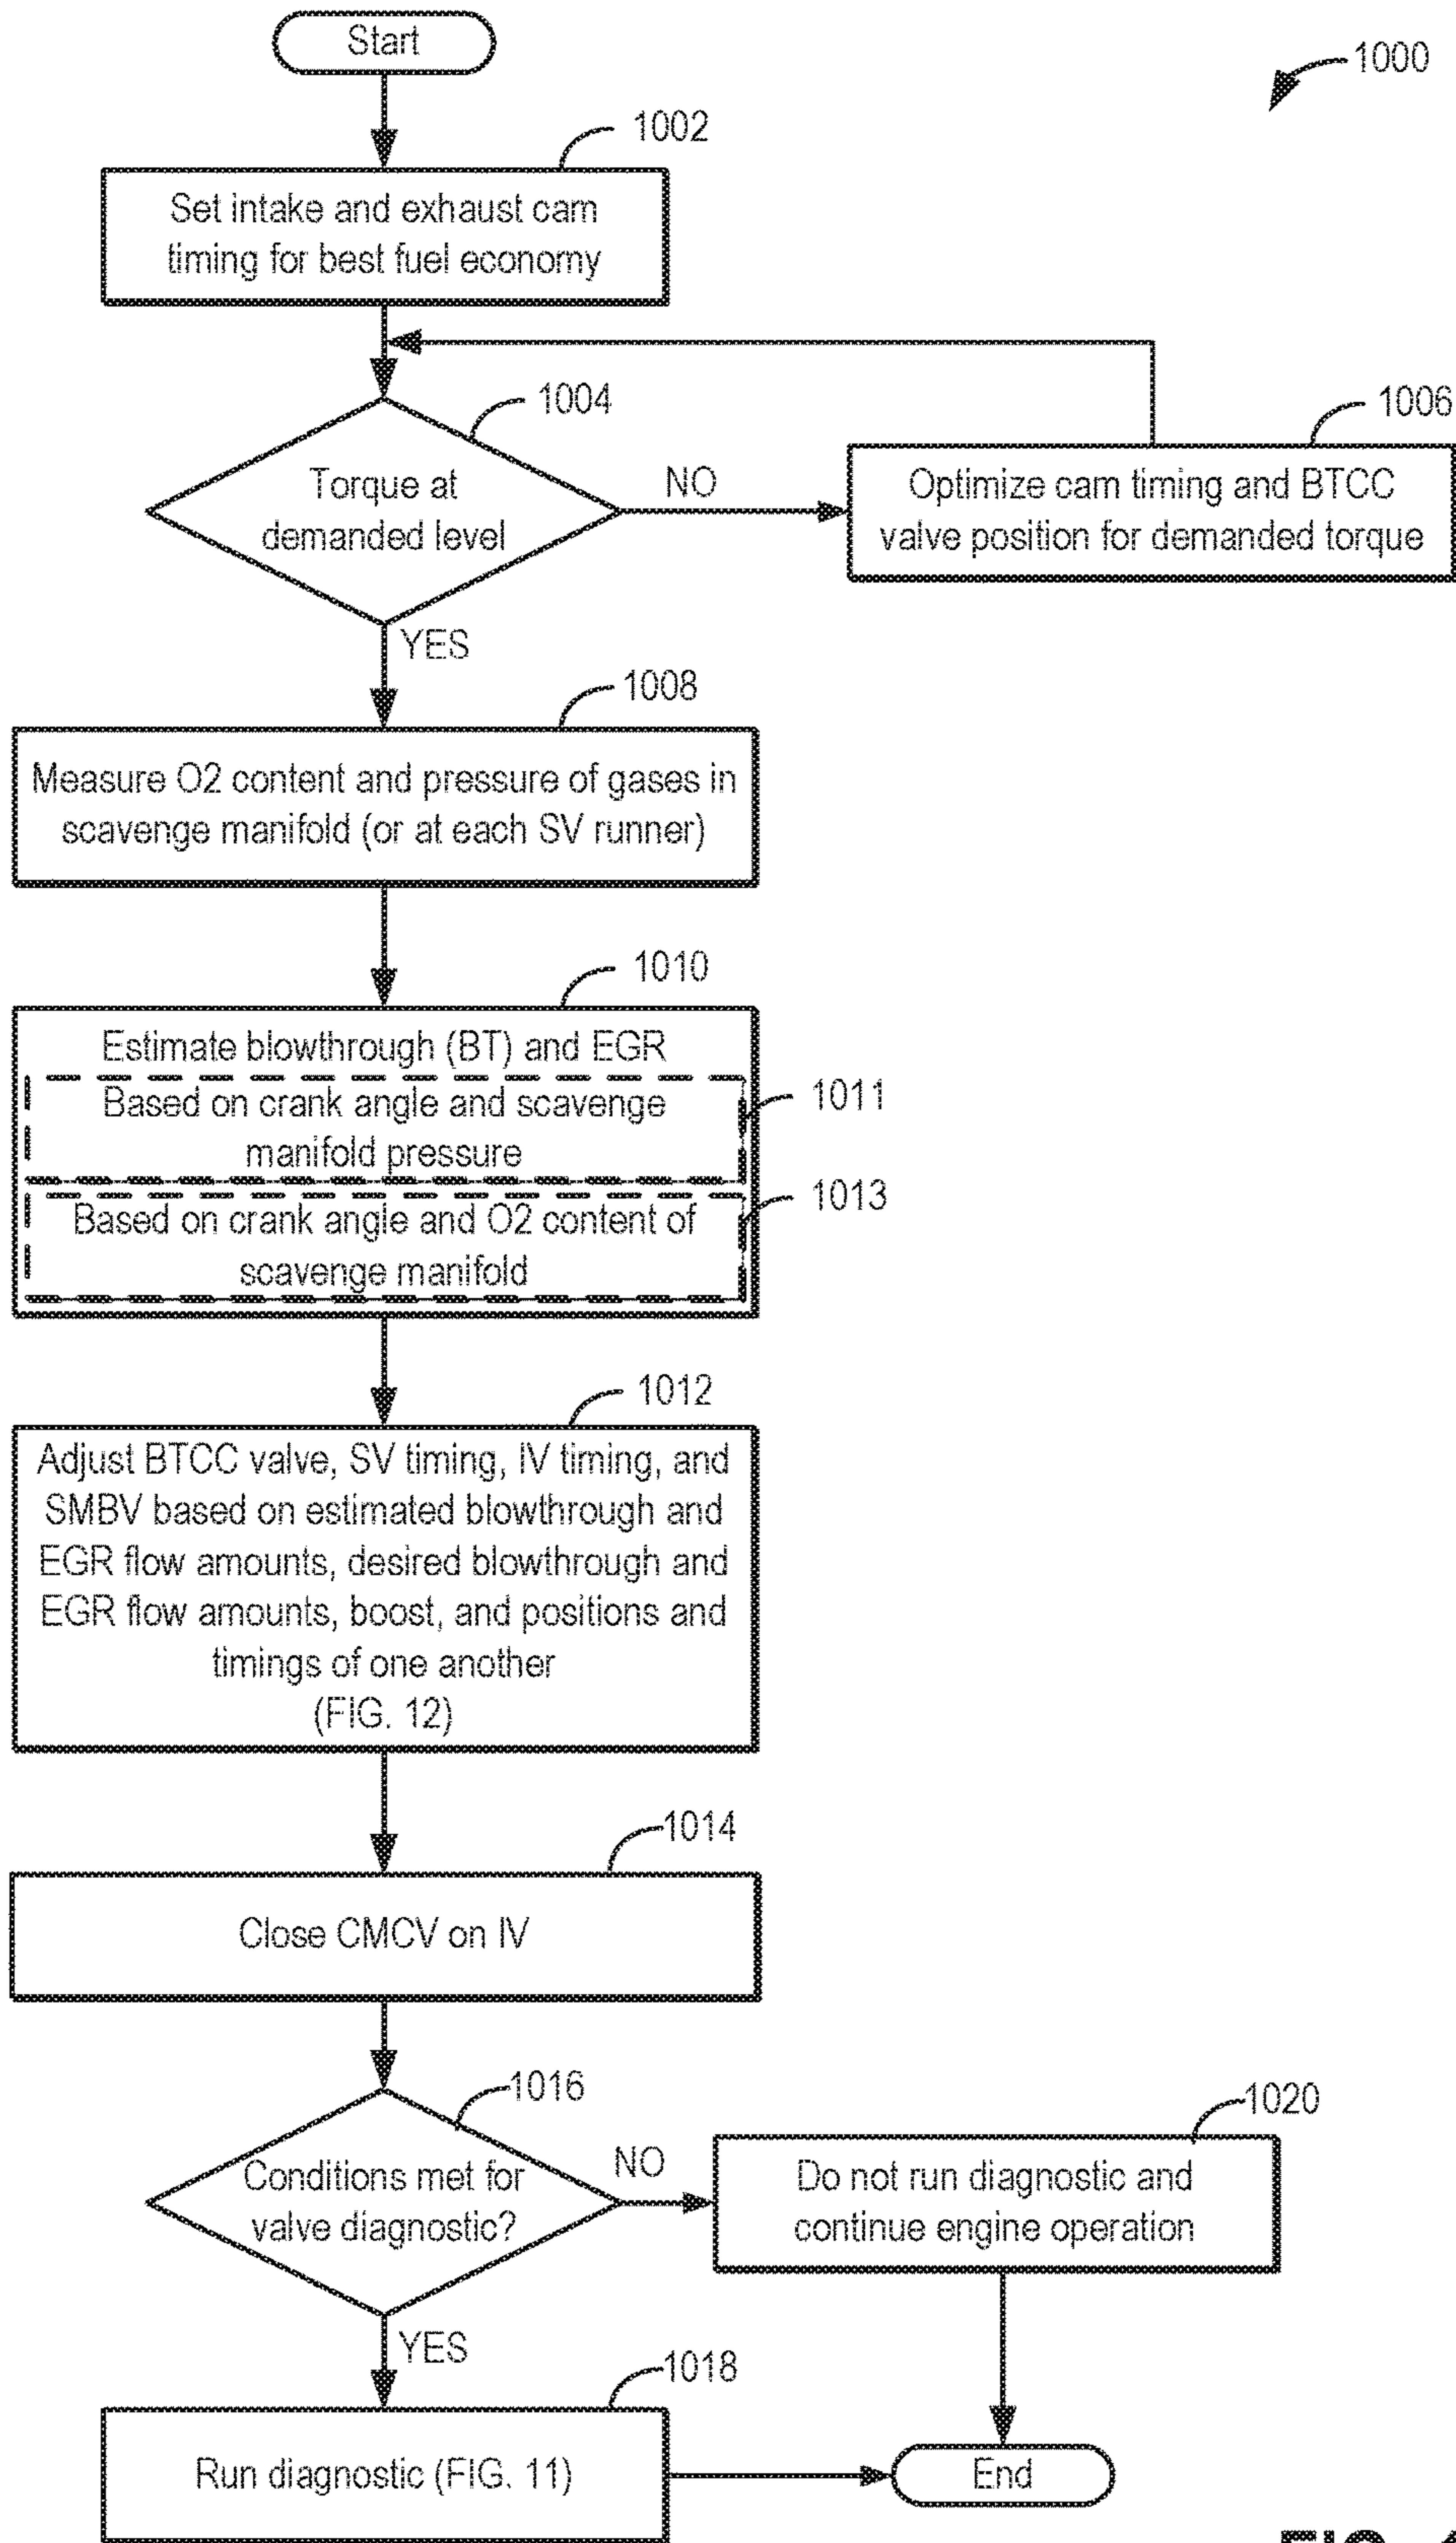 Start
1000
1002
Set intake and exhaust cam
timing for best fuel economy
1004
Torque at
demanded level
NO
YES
1006
Optimize cam timing and BTCC
valve position for demanded torque
1008
Measure O2 content and pressure of gases in
scavenge manifold (or at each SV runner)
1010
Estimate blowthrough (BT) and EGR
Based on crank angle and scavenge
manifold pressure
1011
Based on crank angle and O2 content of
scavenge manifold
1013
1012
Adjust BTCC valve, SV timing, IV timing, and
SMBV based on estimated blowthrough and
EGR flow amounts, desired blowthrough and
EGR flow amounts, boost, and positions and
timings of one another
(FIG. 12)
1014
Close CMCV on IV
1016
Conditions met for
valve diagnostic?
NO
YES
1020
Do not run diagnostic and
continue engine operation
1018
Run diagnostic (FIG. 11)
End